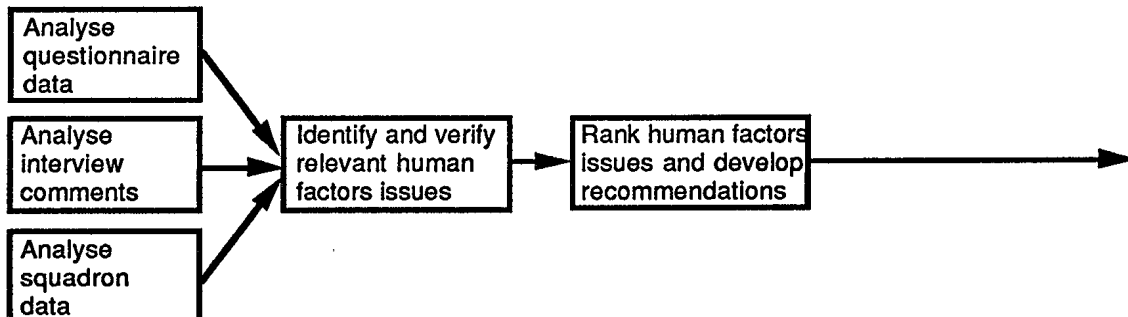 Analyse
questionnaire
data
Analyse
interview
comments
Analyse
squadron
data
Identify and verify
relevant human
factors issues
Rank human factors
issues and develop
recommendations